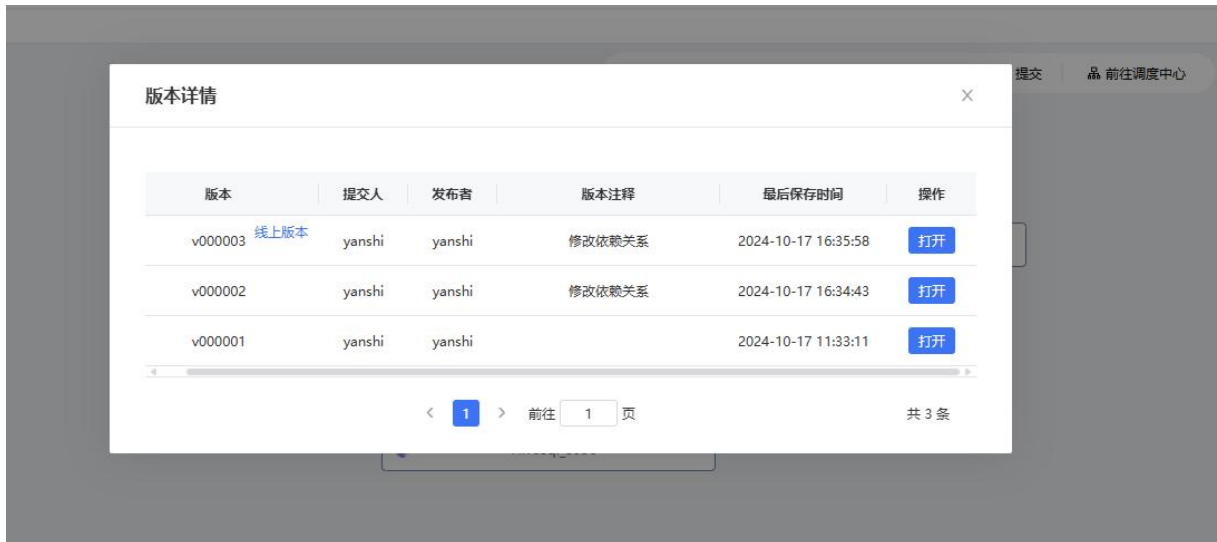 提交 前往调度中心
版本详情
版本 提交人 发布者 版本注释 最后保存时间 操作
v000003 线上版本 yanshi yanshi 修改依赖关系 2024-10-17 16:35:58 打开
v000002 yanshi yanshi 修改依赖关系 2024-10-17 16:34:43 打开
v000001 yanshi yanshi 2024-10-17 11:33:11 打开
1 前往 1 页 共 3 条